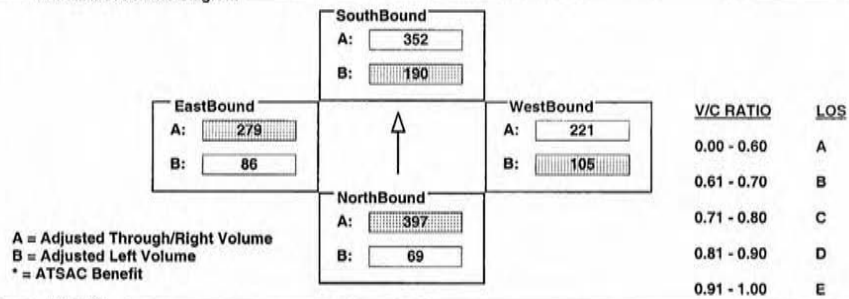 SouthBound
A: 352
B: 190
EastBound
A: 279
B: 86
WestBound
A: 221
B: 105
NorthBound
A: 397
B: 69
A = Adjusted Through/Right Volume
B = Adjusted Left Volume
* = ATSAC Benefit
V/C RATIO LOS
0.00 - 0.60 A
0.61 - 0.70 B
0.71 - 0.80 C
0.81 - 0.90 D
0.91 - 1.00 E